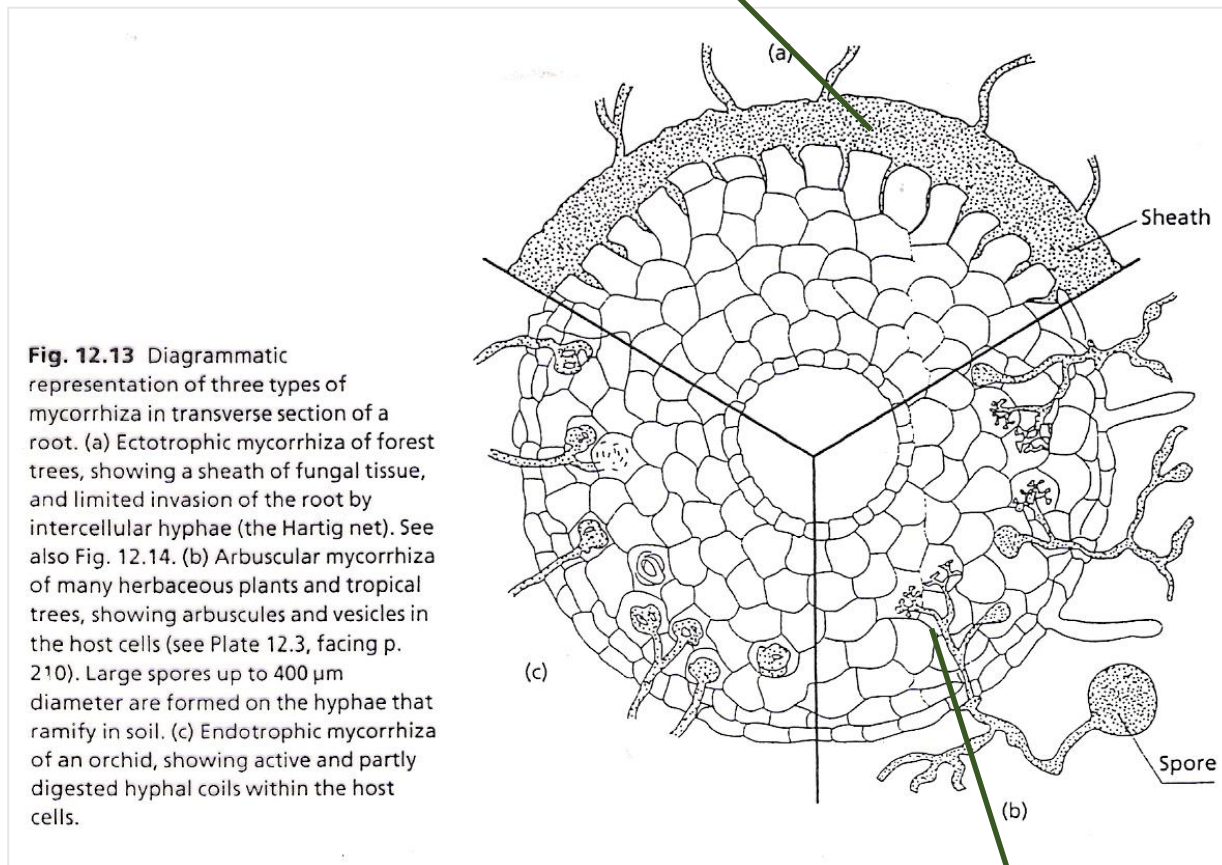 (a)
Sheath
Fig. 12.13 Diagrammatic
representation of three types of
mycorrhiza in transverse section of a
root. (a) Ectotrophic mycorrhiza of forest
trees, showing a sheath of fungal tissue,
and limited invasion of the root by
intercellular hyphae (the Hartig net). See
also Fig. 12.14. (b) Arbuscular mycorrhiza
of many herbaceous plants and tropical
trees, showing arbuscules and vesicles in
the host cells (see Plate 12.3, facing p.
210). Large spores up to 400 µm
diameter are formed on the hyphae that
ramify in soil. (c) Endotrophic mycorrhiza
of an orchid, showing active and partly
digested hyphal coils within the host
cells.
(c)
Spore
(b)